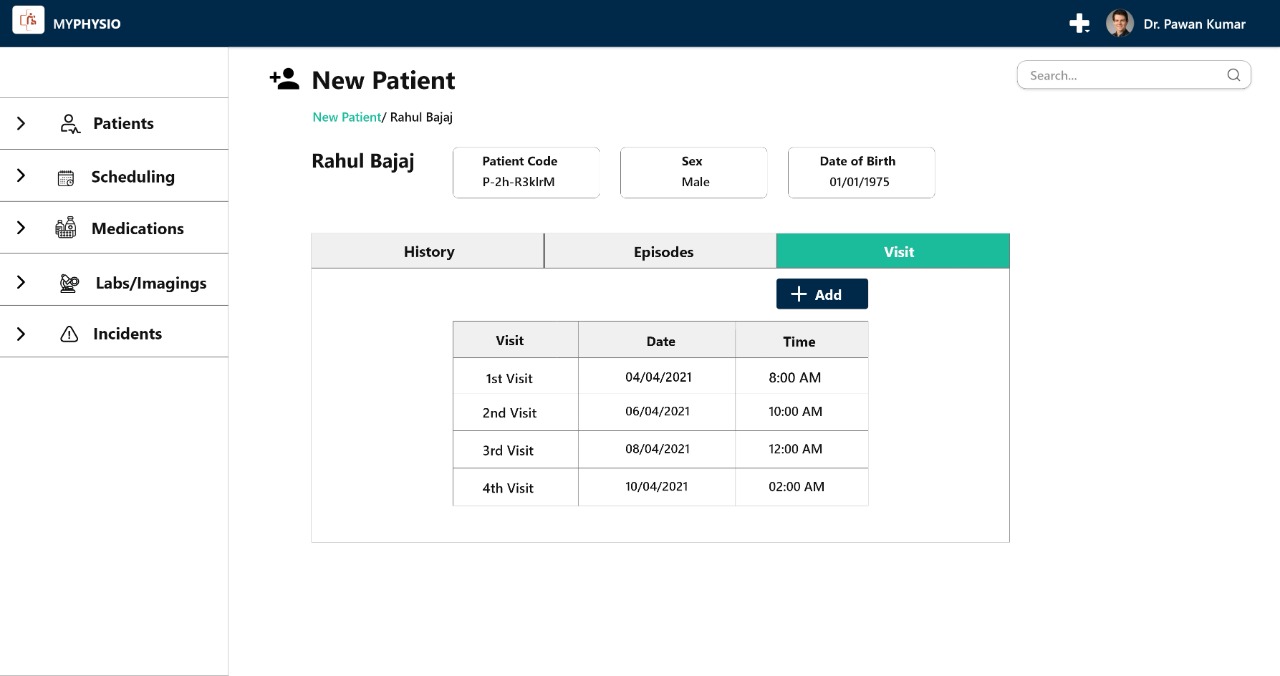 MYPHYSIO
Dr. Pawan Kumar
New Patient
Search...
New Patient/ Rahul Bajaj
Patients
Scheduling
Medications
Labs/Imagings
Incidents
Rahul Bajaj
Patient Code
P-2h-R3klrM
Sex
Male
Date of Birth
01/01/1975
History Episodes Visit
Add
Visit Date Time
1st Visit 04/04/2021 8:00 AM
2nd Visit 06/04/2021 10:00 AM
3rd Visit 08/04/2021 12:00 AM
4th Visit 10/04/2021 02:00 AM